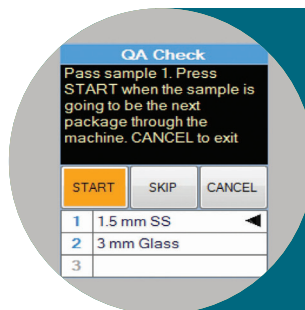 QA Check
Pass sample 1. Press
START when the sample is
going to be the next
package through the
machine. CANCEL to exit
START SKIP CANCEL
1 1.5 mm SS
2 3 mm Glass
3